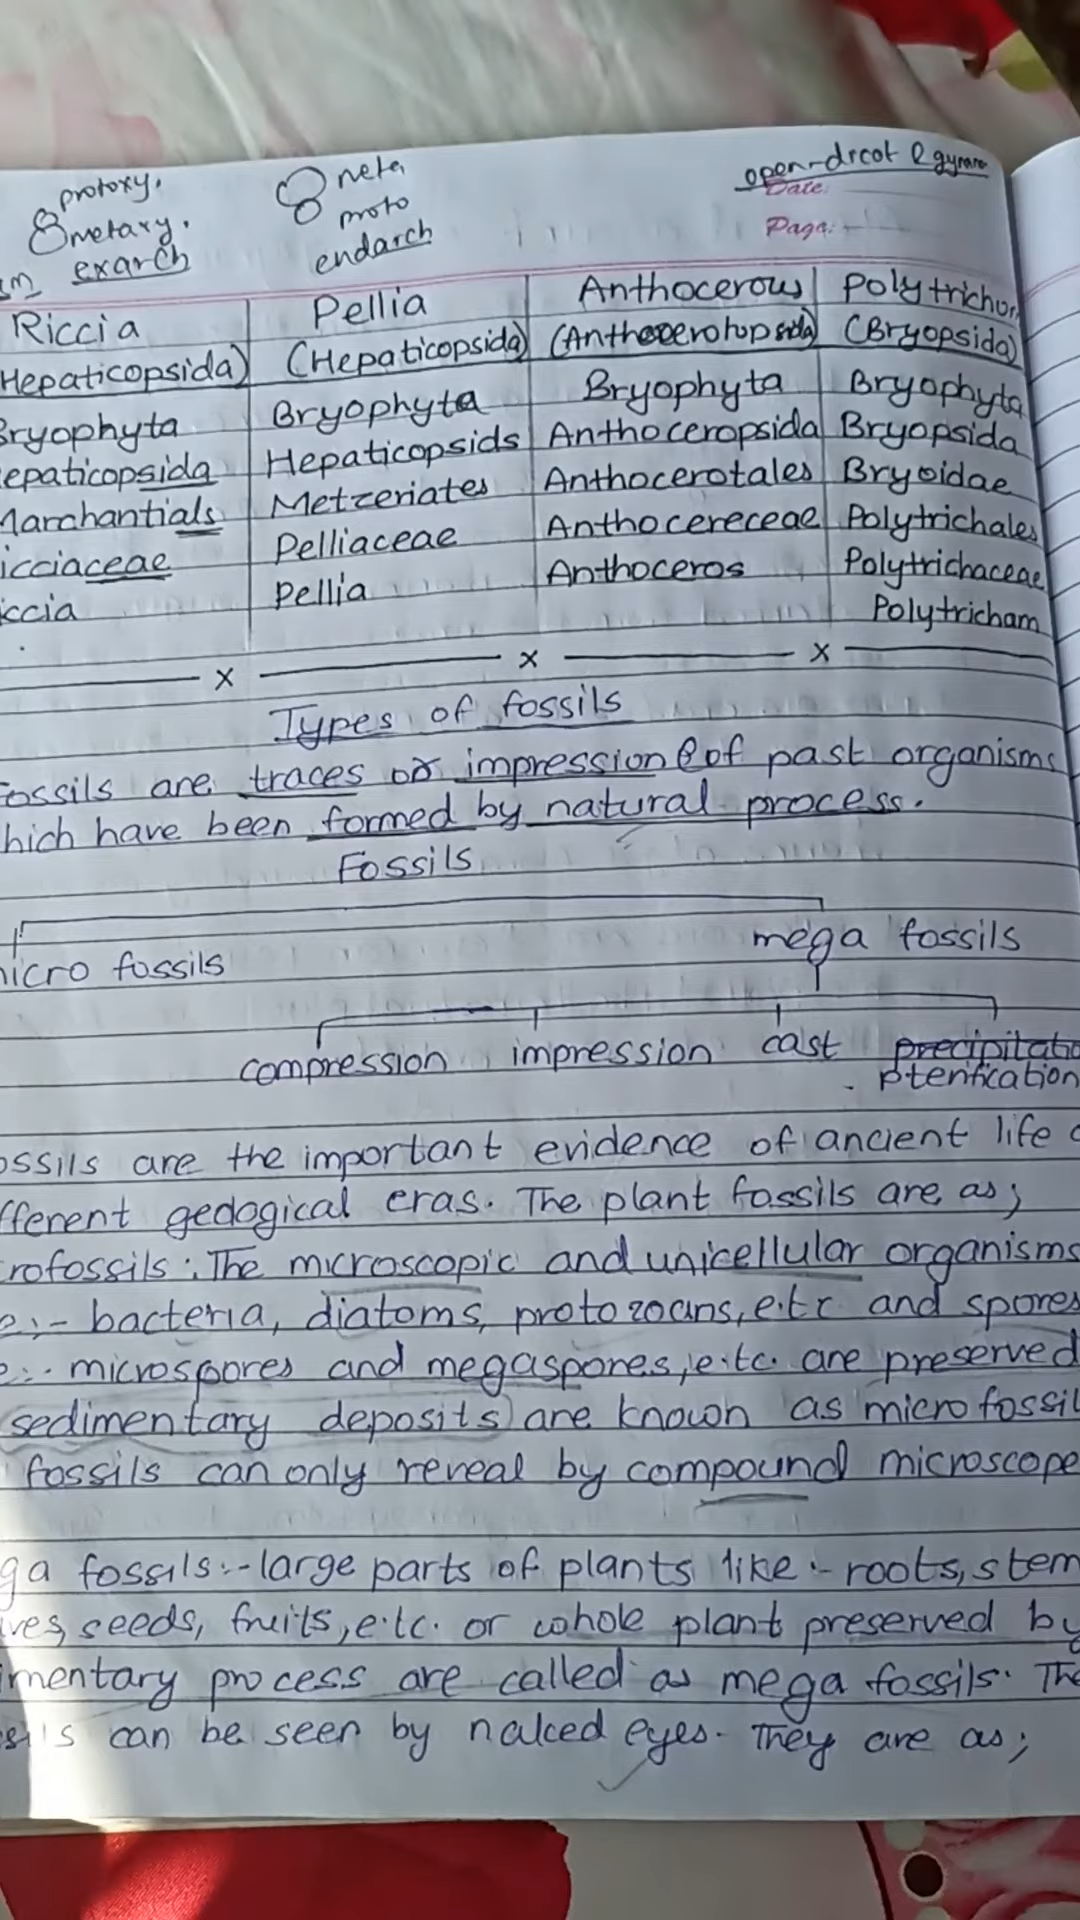 protoxy.
metaxy.
exarch
meta
proto
endarch
open-dicot & gymno
Date:
Page:
Riccia | Pellia | Anthocerous | Polytrichu
Hepaticopsida) | (Hepaticopsida) | (Anthocerotopsida) | (Bryopsida)
Bryophyta | Bryophyta | Bryophyta | Bryophyta
epaticopsida | Hepaticopsids | Anthoceropsida | Bryopsida
Marchantials | Metzeriates | Anthocerotales | Bryoidae
icciaceae | Pelliaceae | Anthocereceae | Polytrichales
iccia | Pellia | Anthoceros | Polytrichaceae
Polytricham
x x x
Types of fossils
Fossils are traces or impression of past organisms
hich have been formed by natural process.
Fossils
micro fossils mega fossils
compression impression cast precipitatio
ptenfication
ossils are the important evidence of ancient life
fferent gedogical eras. The plant fossils are as;
rofossils: The microscopic and unicellular organisms
e:- bacteria, diatoms, protozoans, e.t.c and spores
e:- microspores and megaspores, e.t.c. are preserved
sedimentary deposits are known as micro fossil
fossils can only reveal by compound microscope
ga fossils:- large parts of plants like :- roots, stem
ves, seeds, fruits, e.t.c. or whole plant preserved by
imentary process are called as mega fossils. The
ssils can be seen by naked eyes. They are as;